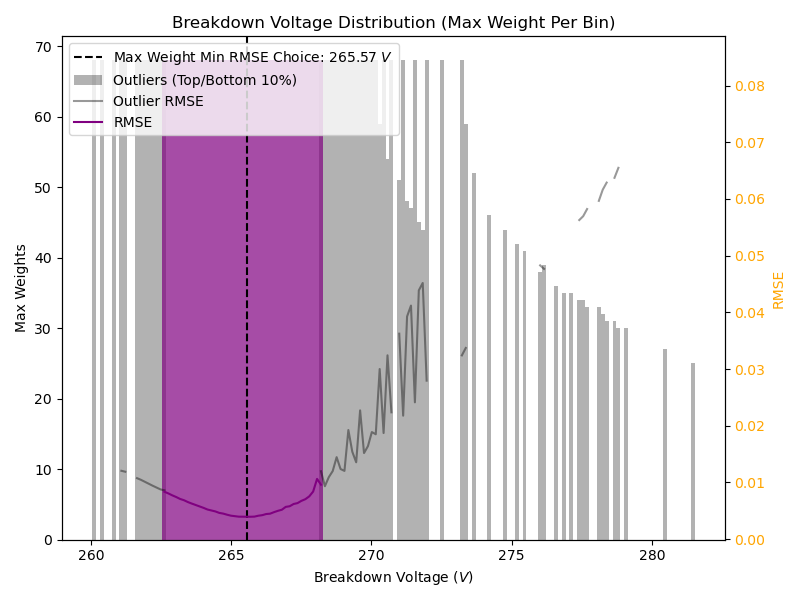 Breakdown Voltage Distribution (Max Weight Per Bin)
Max Weight Min RMSE Choice: 265.57 V
Outliers (Top/Bottom 10%)
Outlier RMSE
RMSE
Max Weights
70
60
50
40
30
20
10
0
260
265
270
275
280
Breakdown Voltage (V)
0.08
0.07
0.06
0.05
0.04
0.03
0.02
0.01
0.00
RMSE